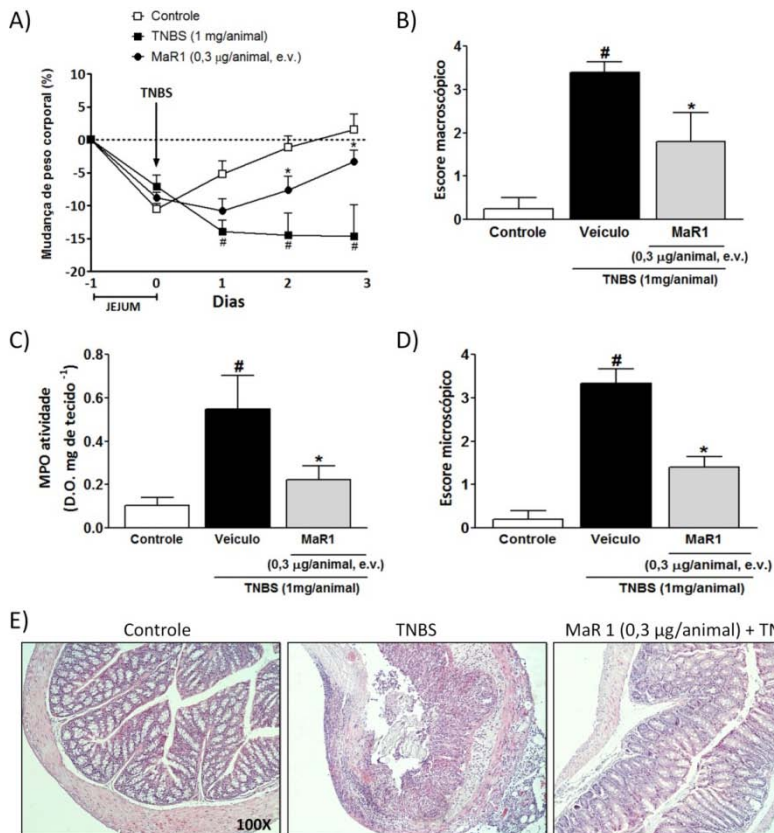 A)
Controle
TNBS (1 mg/animal)
MaR1 (0,3 µg/animal, e.v.)
Mudança de peso corporal (%)
10
5
0
-5
-10
-15
-20
TNBS
*
*
#
#
#
-1
0
1
2
3
JEJUM
Dias
B)
Escore macroscópico
4
3
2
1
0
#
*
Controle
Veiculo
MaR1
(0,3 µg/animal, e.v.)
TNBS (1mg/animal)
C)
MPO atividade
(D.O. mg de tecido ⁻¹)
0.8
0.6
0.4
0.2
0.0
#
*
Controle
Veiculo
MaR1
(0,3 µg/animal, e.v.)
TNBS (1mg/animal)
D)
Escore microscópico
4
3
2
1
0
#
*
Controle
Veiculo
MaR1
(0,3 µg/animal, e.v.)
TNBS (1mg/animal)
E)
Controle
TNBS
MaR 1 (0,3 µg/animal) + TN
100X